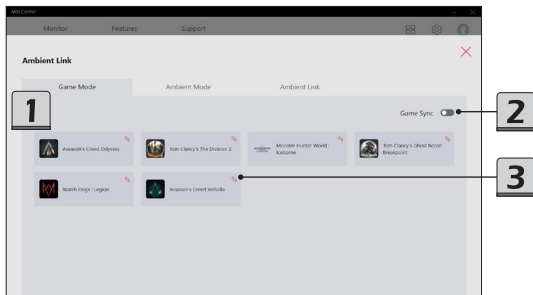 MSI Center
Monitor Features Support
Ambient Link
Game Mode Ambient Mode Ambient Link
1
Game Sync
2
Assassin's Creed Odyssey
Tom Clancy's The Division 2
Monster Hunter World :
Iceborne
Tom Clancy's Ghost Recon
Breakpoint
3
Watch Dogs : Legion
Assassin's Creed Valhalla